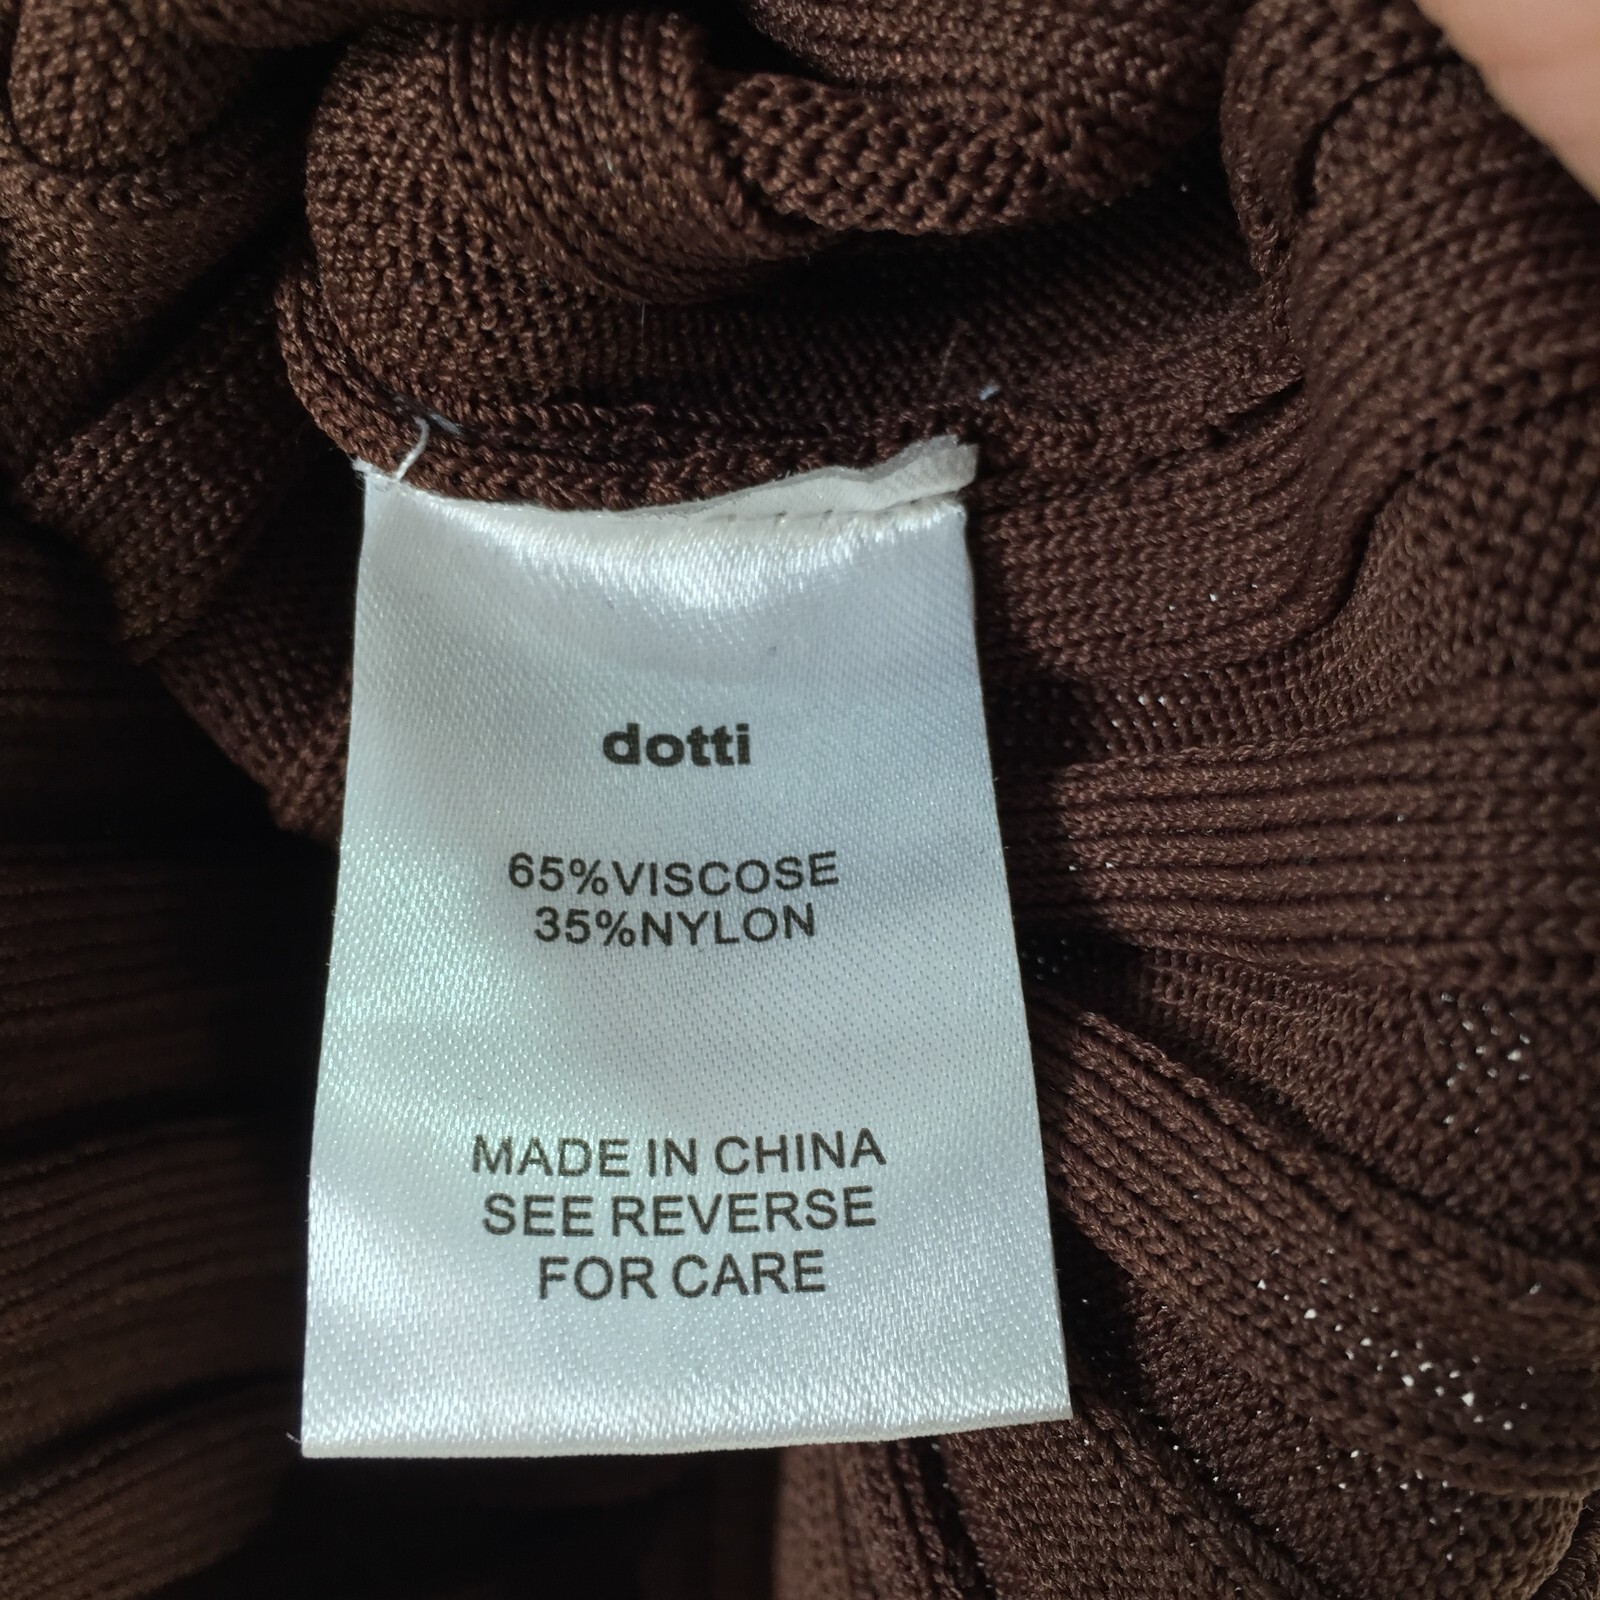 dotti
65%VISCOSE
35%NYLON
MADE IN CHINA
SEE REVERSE
FOR CARE